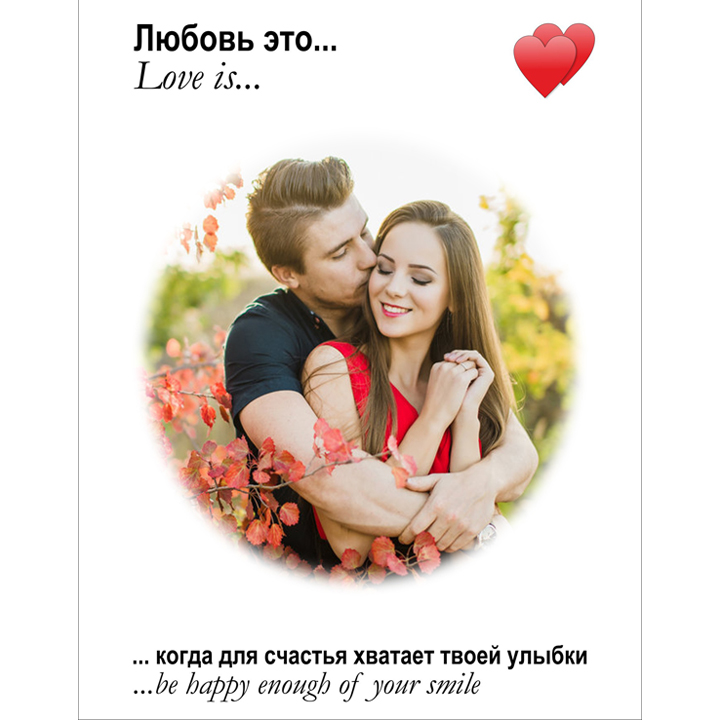 Любовь это...
Love is...
... когда для счастья хватает твоей улыбки
...be happy enough of your smile